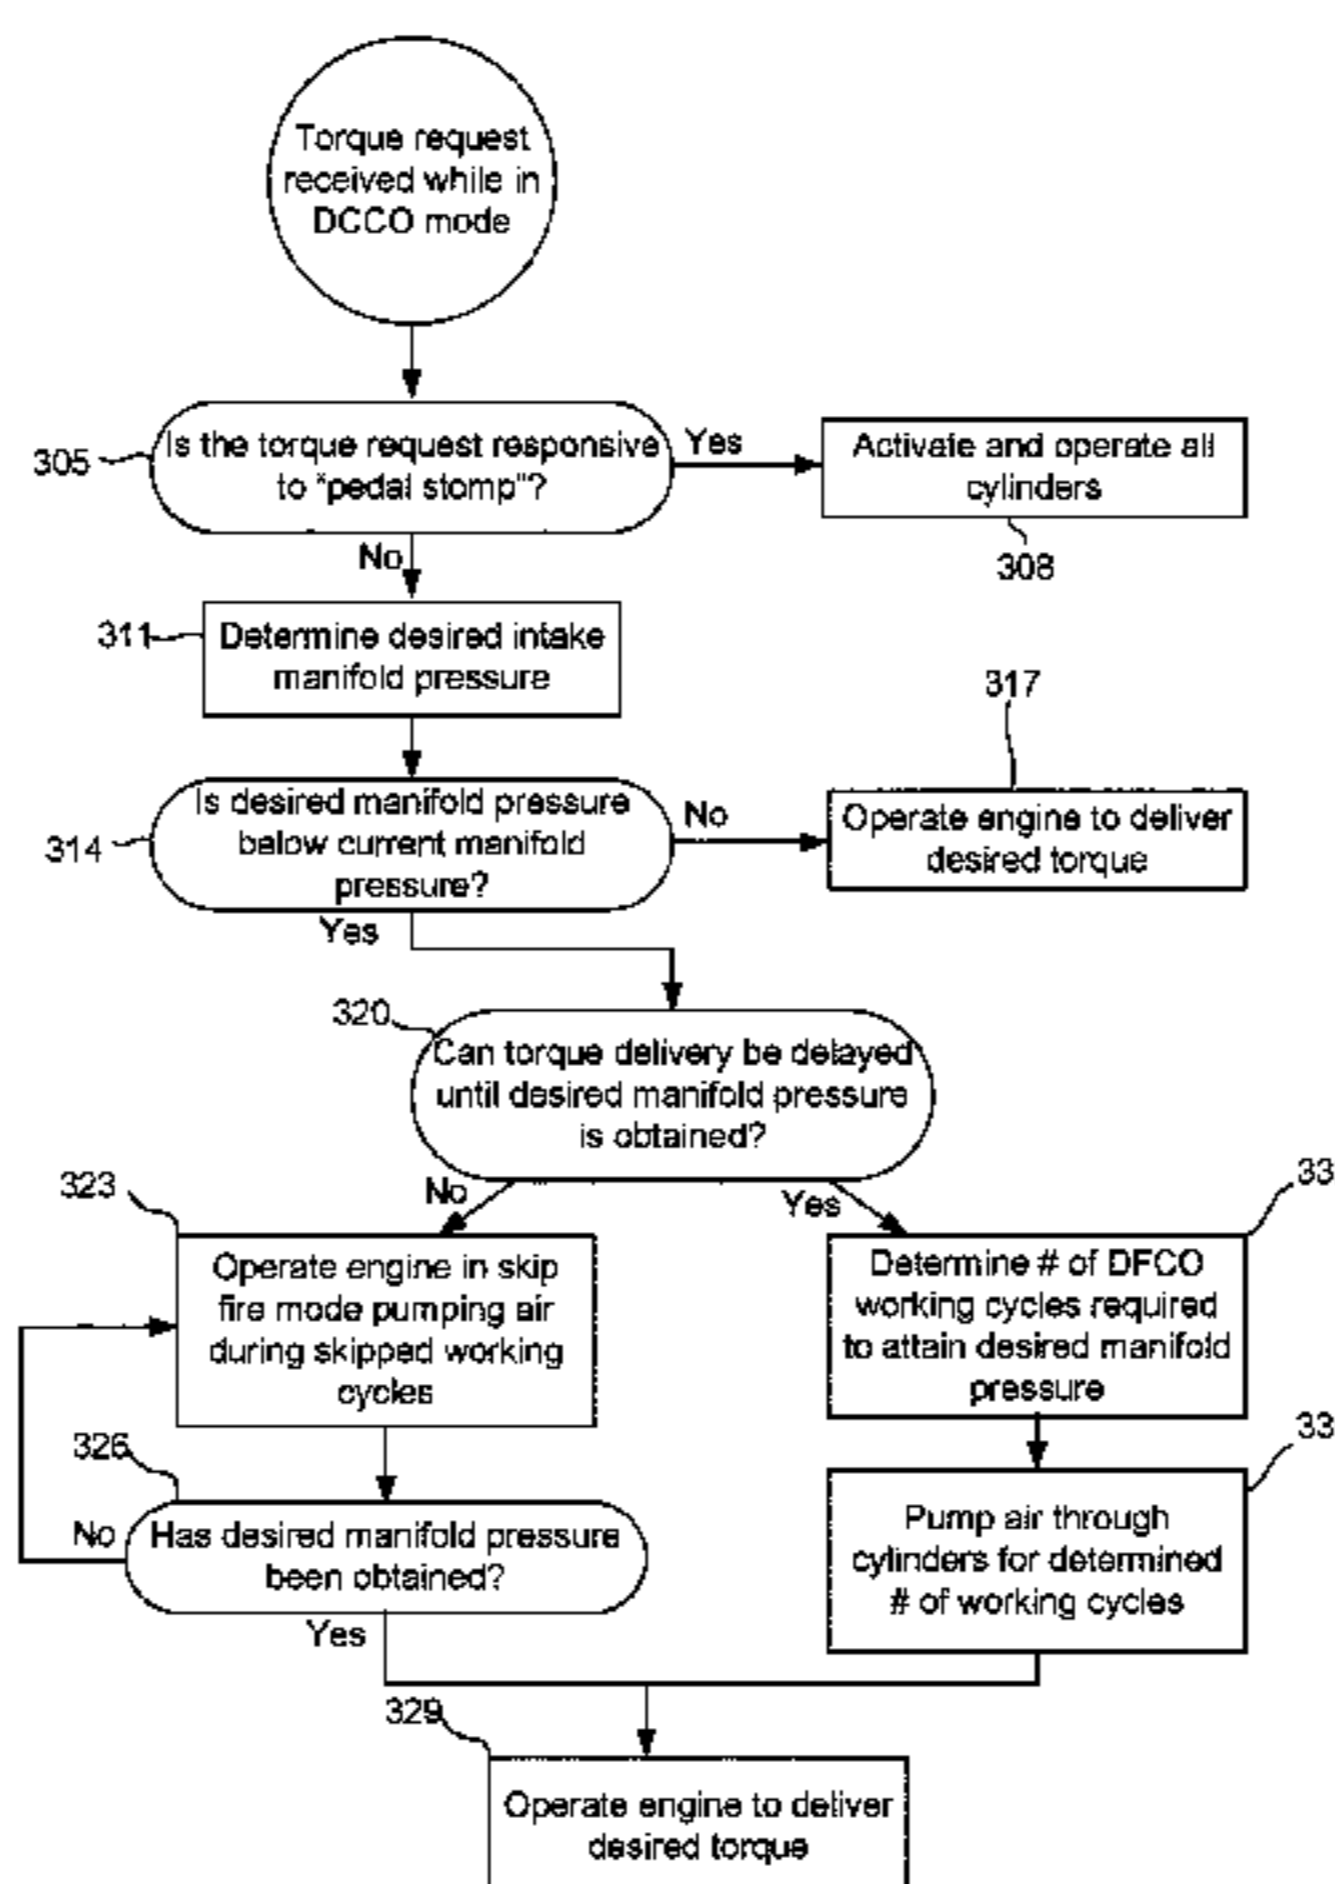 Torque request
received while in
DCCO mode
305
Is the torque request responsive
to "pedal stomp"?
Yes
Activate and operate all
cylinders
308
No
311
Determine desired intake
manifold pressure
317
314
Is desired manifold pressure
below current manifold
pressure?
No
Operate engine to deliver
desired torque
Yes
320
Can torque delivery be delayed
until desired manifold pressure
is obtained?
323
No
Yes
33
Operate engine in skip
fire mode pumping air
during skipped working
cycles
Determine # of DFCO
working cycles required
to attain desired manifold
pressure
326
No
Has desired manifold pressure
been obtained?
Yes
33
Pump air through
cylinders for determined
# of working cycles
329
Operate engine to deliver
desired torque